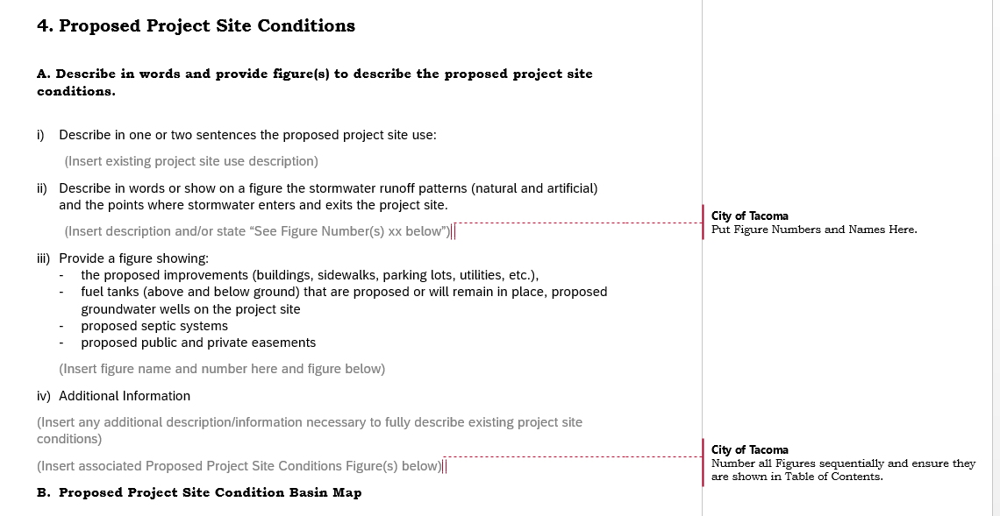 4. Proposed Project Site Conditions
A. Describe in words and provide figure(s) to describe the proposed project site
conditions.
i) Describe in one or two sentences the proposed project site use:
(Insert existing project site use description)
ii) Describe in words or show on a figure the stormwater runoff patterns (natural and artificial)
and the points where stormwater enters and exits the project site.
(Insert description and/or state “See Figure Number(s) xx below”)
City of Tacoma
Put Figure Numbers and Names Here.
iii) Provide a figure showing:
- the proposed improvements (buildings, sidewalks, parking lots, utilities, etc.),
- fuel tanks (above and below ground) that are proposed or will remain in place, proposed
groundwater wells on the project site
- proposed septic systems
- proposed public and private easements
(Insert figure name and number here and figure below)
iv) Additional Information
(Insert any additional description/information necessary to fully describe existing project site
conditions)
(Insert associated Proposed Project Site Conditions Figure(s) below)
City of Tacoma
Number all Figures sequentially and ensure they
are shown in Table of Contents.
B. Proposed Project Site Condition Basin Map